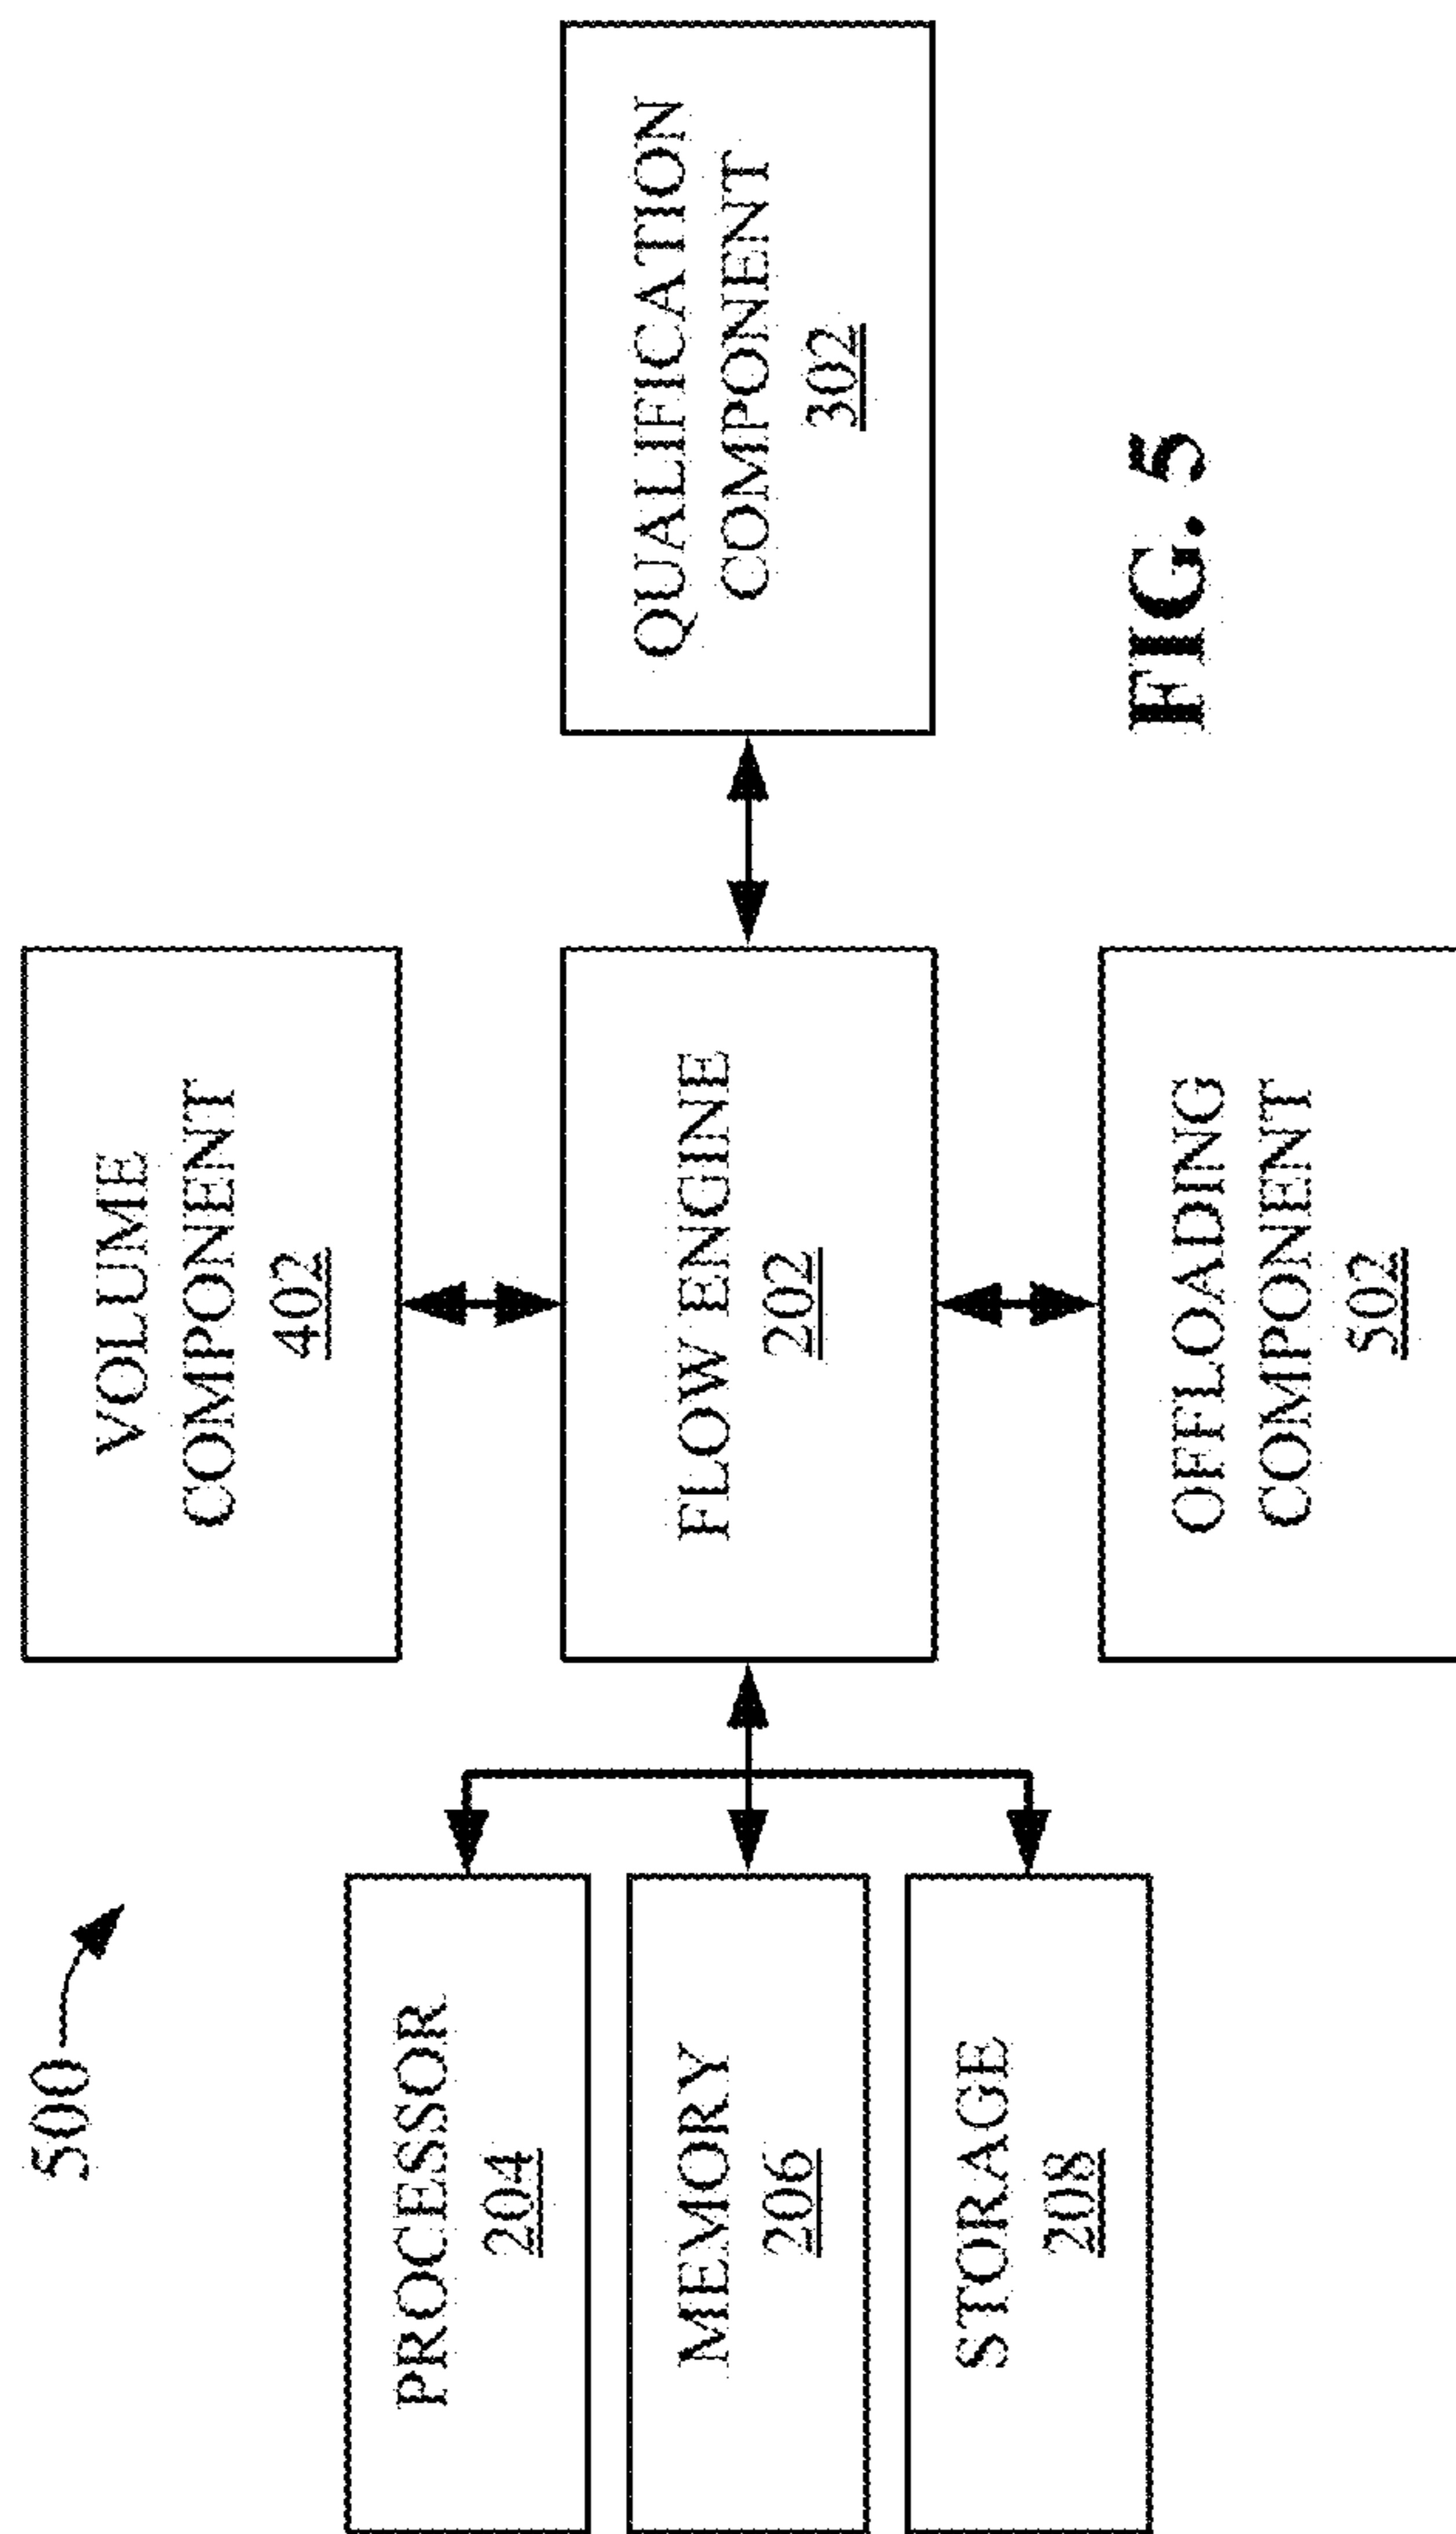 500
PROCESSOR
204
MEMORY
206
STORAGE
208
VOLUME
COMPONENT
402
FLOW ENGINE
202
OFFLOADING
COMPONENT
502
QUALIFICATION
COMPONENT
302
FIG. 5